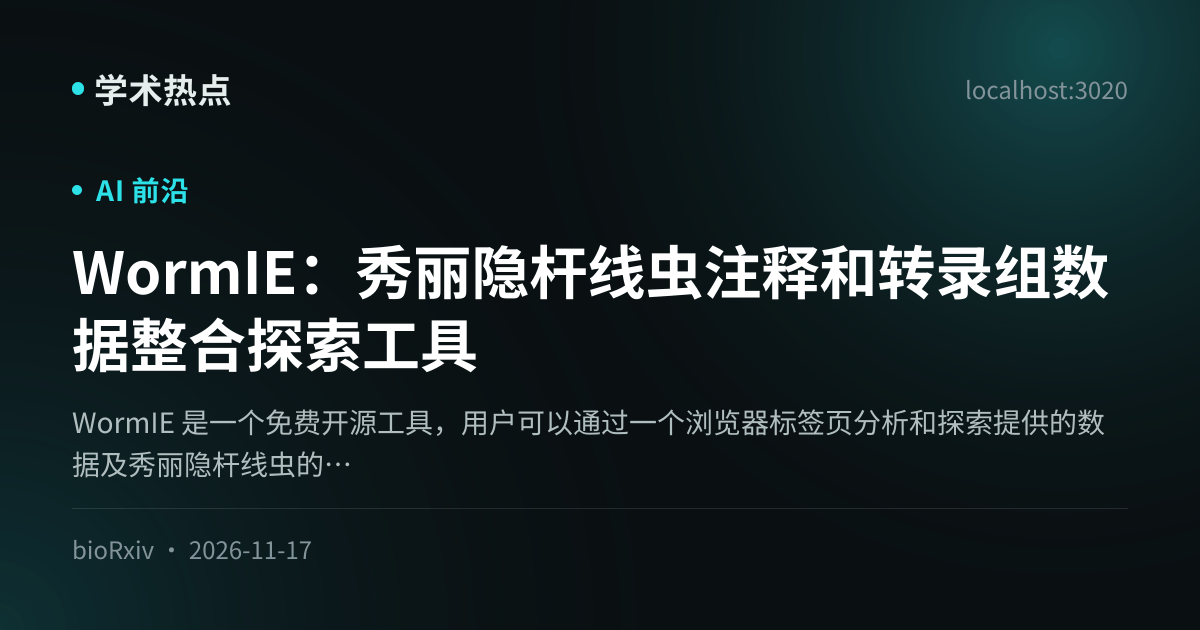 学术热点
localhost:3020
AI 前沿
WormIE：秀丽隐杆线虫注释和转录组数
据整合探索工具
WormIE 是一个免费开源工具，用户可以通过一个浏览器标签页分析和探索提供的数
据及秀丽隐杆线虫的…
bioRxiv · 2026-11-17